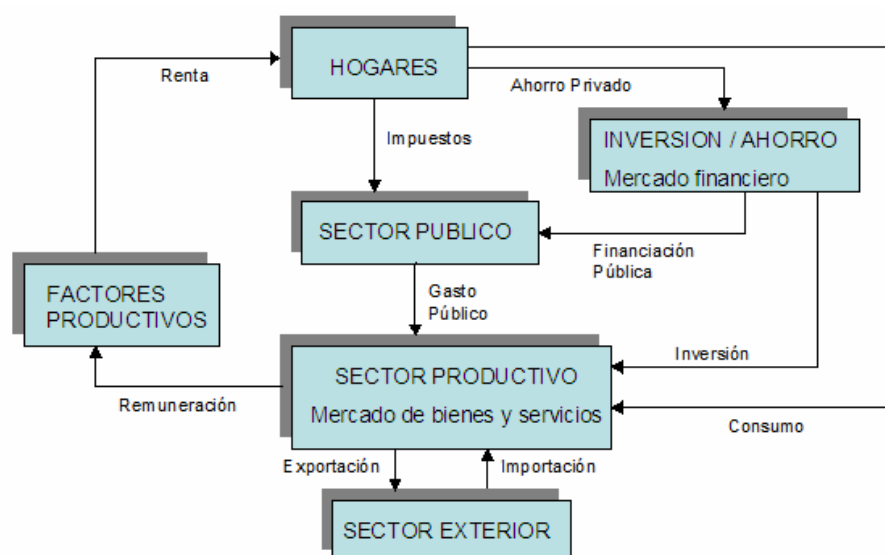 HOGARES
Renta
Ahorro Privado
Impuestos
INVERSION / AHORRO
Mercado financiero
SECTOR PUBLICO
Financiación
Pública
FACTORES
PRODUCTIVOS
Gasto
Público
SECTOR PRODUCTIVO
Mercado de bienes y servicios
Inversión
Remuneración
Consumo
Exportación
Importación
SECTOR EXTERIOR